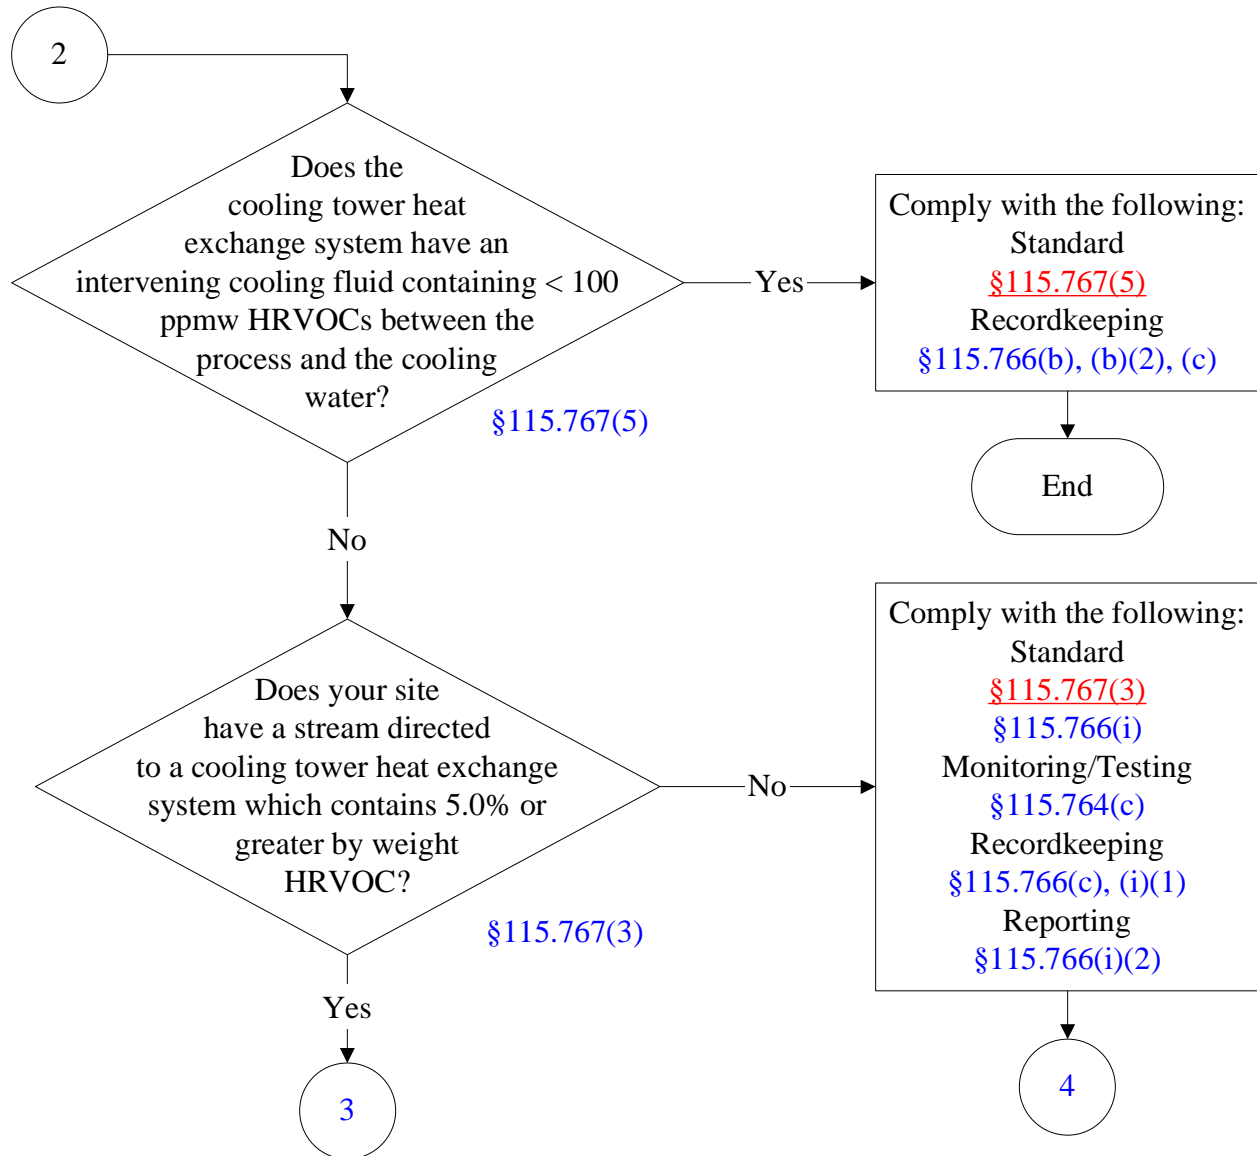 2
Does the
cooling tower heat
exchange system have an
intervening cooling fluid containing < 100
ppmw HRVOCs between the
process and the cooling
water?
§115.767(5)
Yes
Comply with the following:
Standard
§115.767(5)
Recordkeeping
§115.766(b), (b)(2), (c)
End
No
Does your site
have a stream directed
to a cooling tower heat exchange
system which contains 5.0% or
greater by weight
HRVOC?
§115.767(3)
No
Comply with the following:
Standard
§115.767(3)
§115.766(i)
Monitoring/Testing
§115.764(c)
Recordkeeping
§115.766(c), (i)(1)
Reporting
§115.766(i)(2)
Yes
3
4